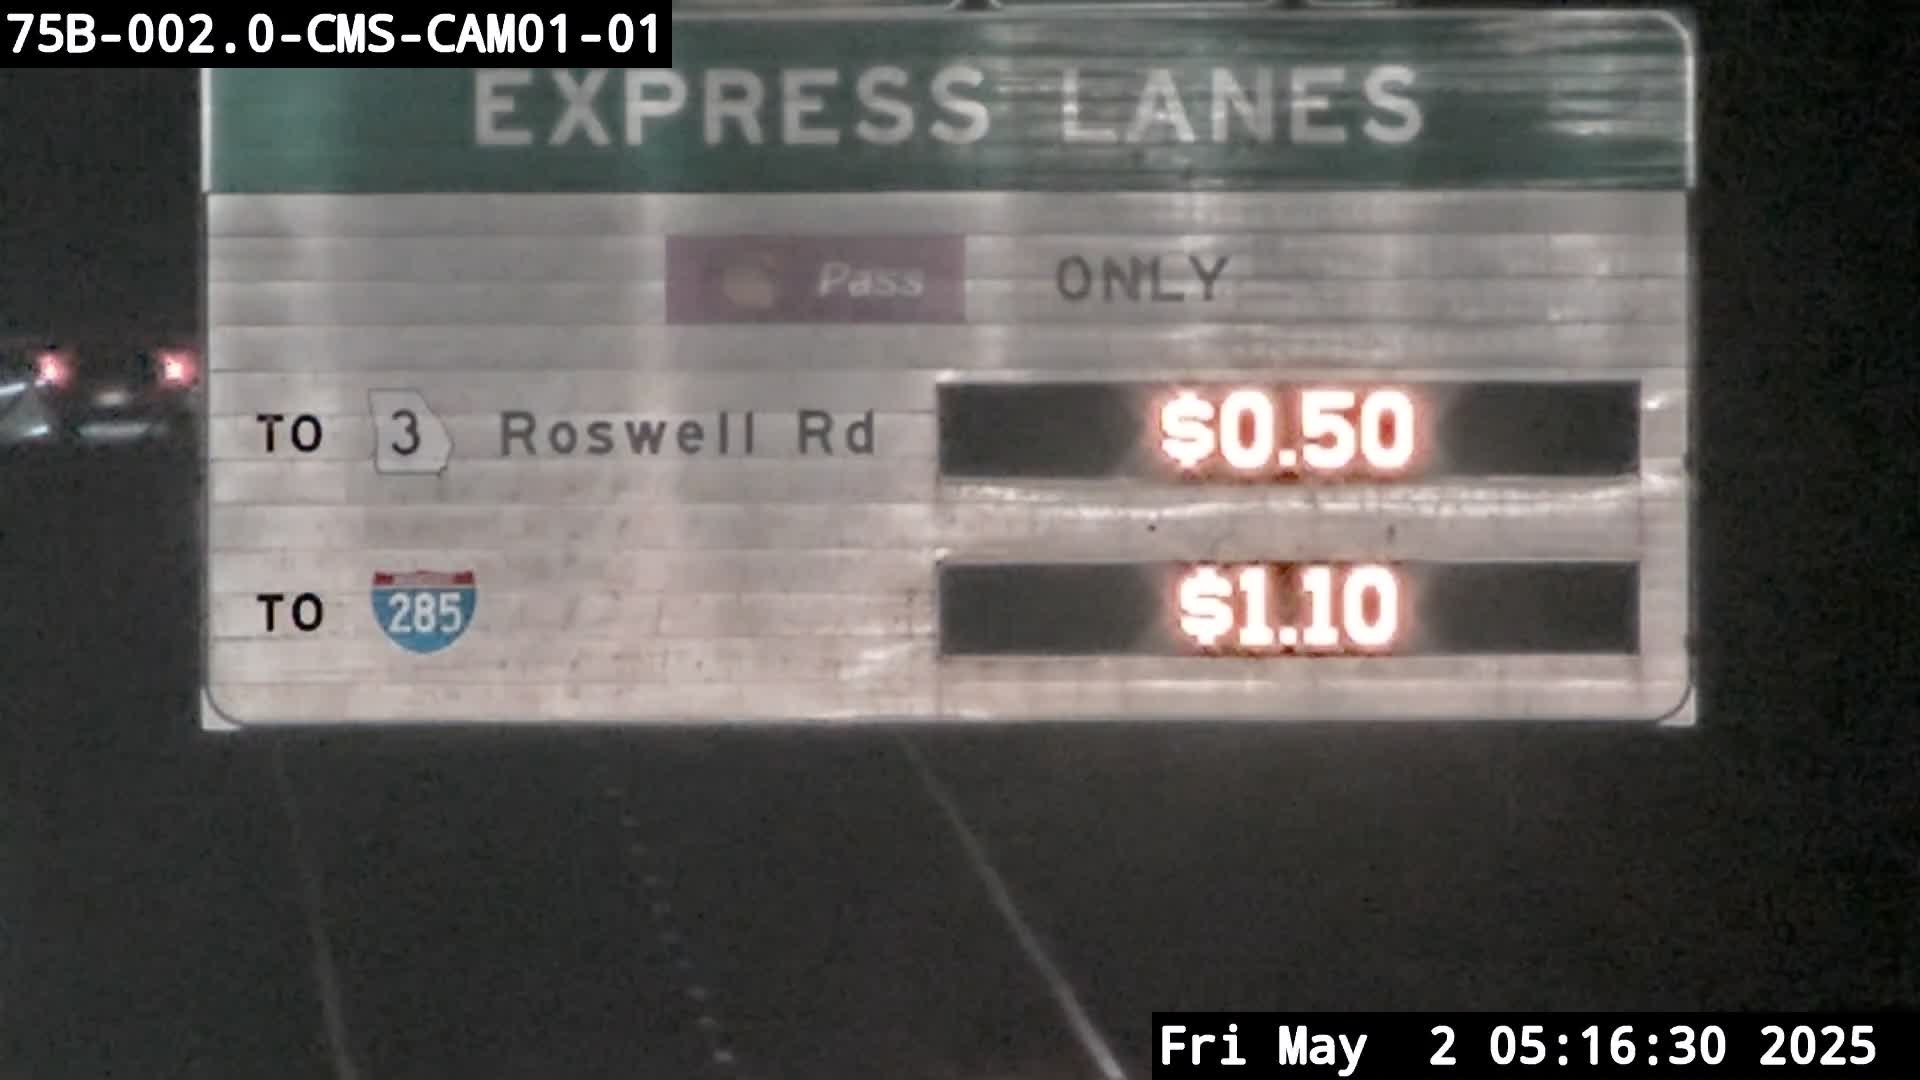 75B-002.0-CMS-CAM01-01
EXPRESS LANES
Pass ONLY
TO 3 Roswell Rd $0.50
TO 285 $1.10
Fri May 2 05:16:30 2025